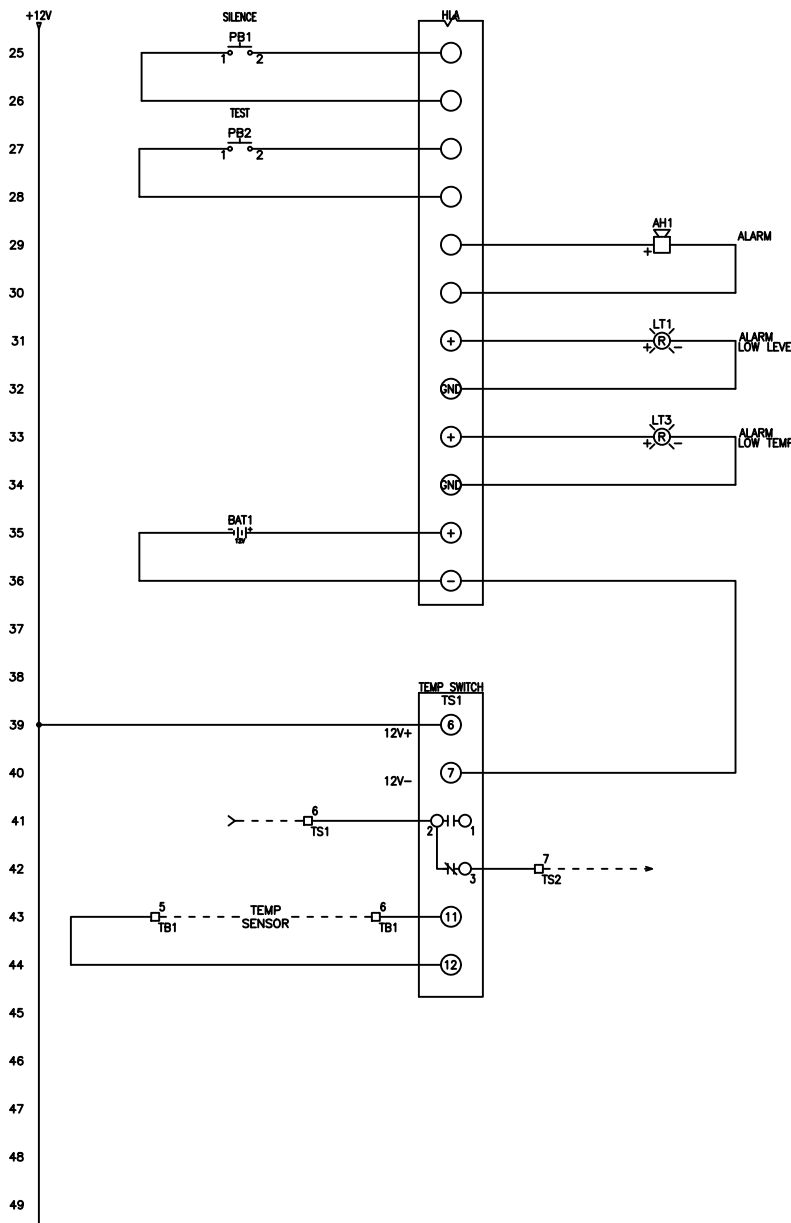 +12V
SILENCE
HLA
PB1
25
1 2
26
TEST
PB2
27
1 2
28
AH1
29
+
ALARM
30
LT1
31
+
+ R -
ALARM
LOW LEVE
32
GND
LT3
33
+
+ R -
ALARM
LOW TEMP
34
GND
BAT1
35
- +
12V
+
36
-
37
38
TEMP SWITCH
TS1
39
12V+
6
40
12V-
7
41
6
TS1
2 1
42
3
7
TS2
43
5
TB1
TEMP
SENSOR
6
TB1
11
44
12
45
46
47
48
49